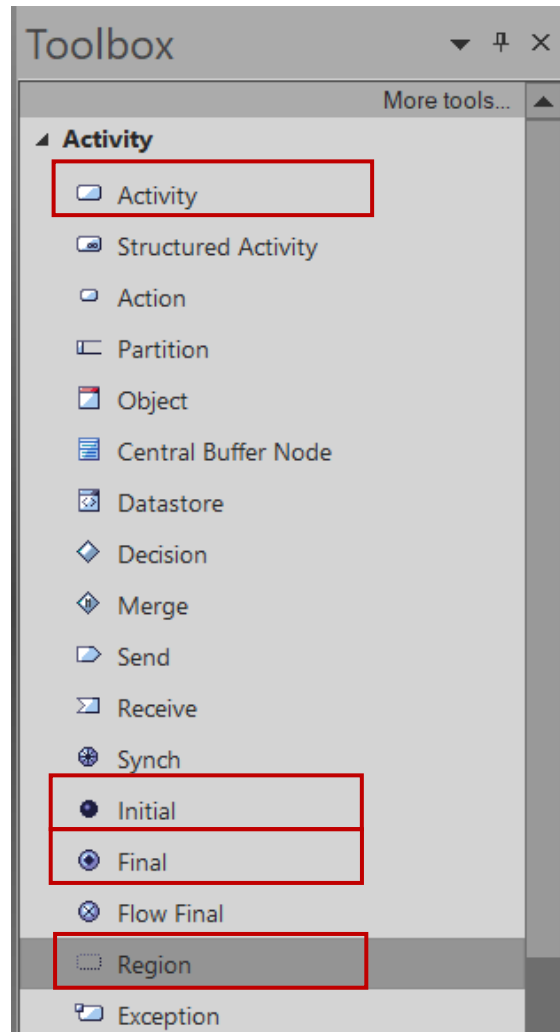 Toolbox
More tools...
Activity
Activity
Structured Activity
Action
Partition
Object
Central Buffer Node
Datastore
Decision
Merge
Send
Receive
Synch
Initial
Final
Flow Final
Region
Exception